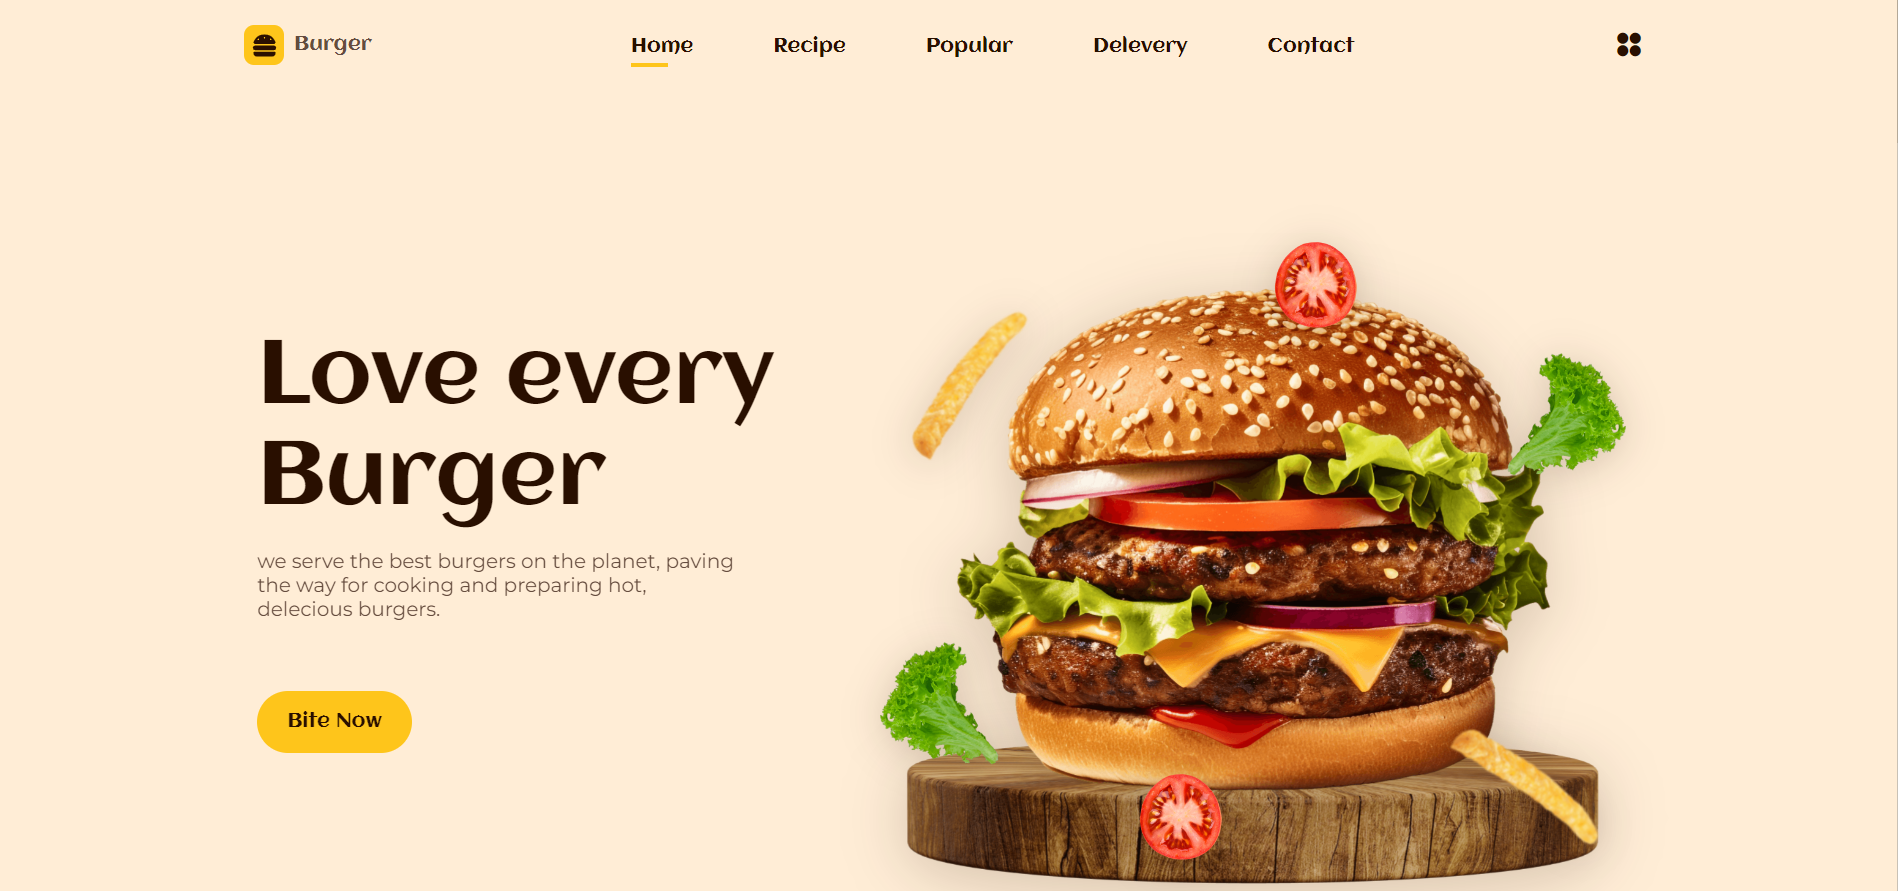 Burger
Home
Recipe
Popular
Delevery
Contact
Love every
Burger
we serve the best burgers on the planet, paving
the way for cooking and preparing hot,
delecious burgers.
Bite Now